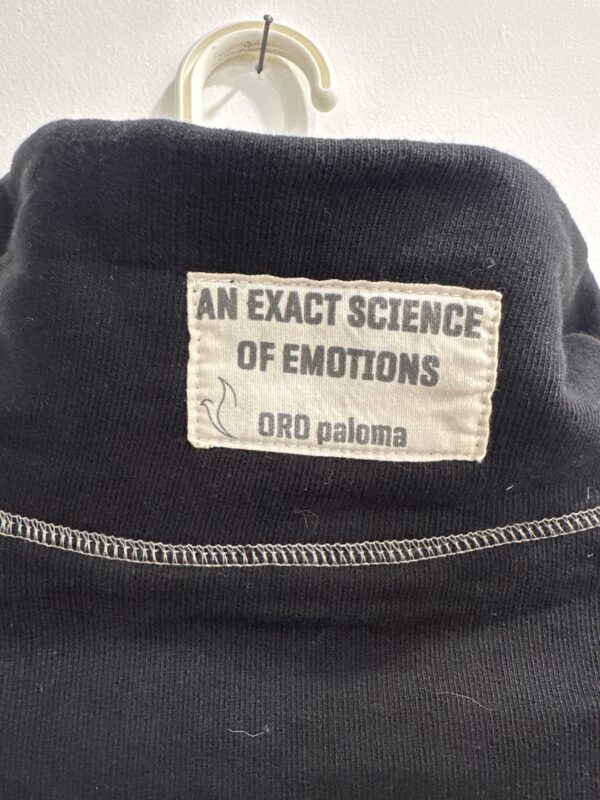 AN EXACT SCIENCE
OF EMOTIONS
ORO paloma